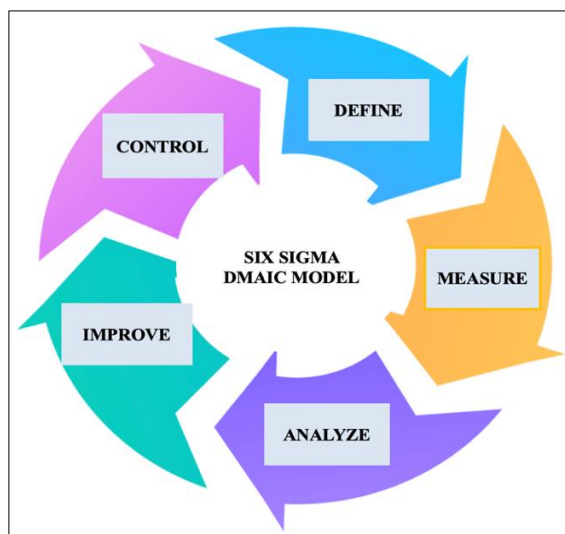 DEFINE
CONTROL
SIX SIGMA
DMAIC MODEL
MEASURE
IMPROVE
ANALYZE